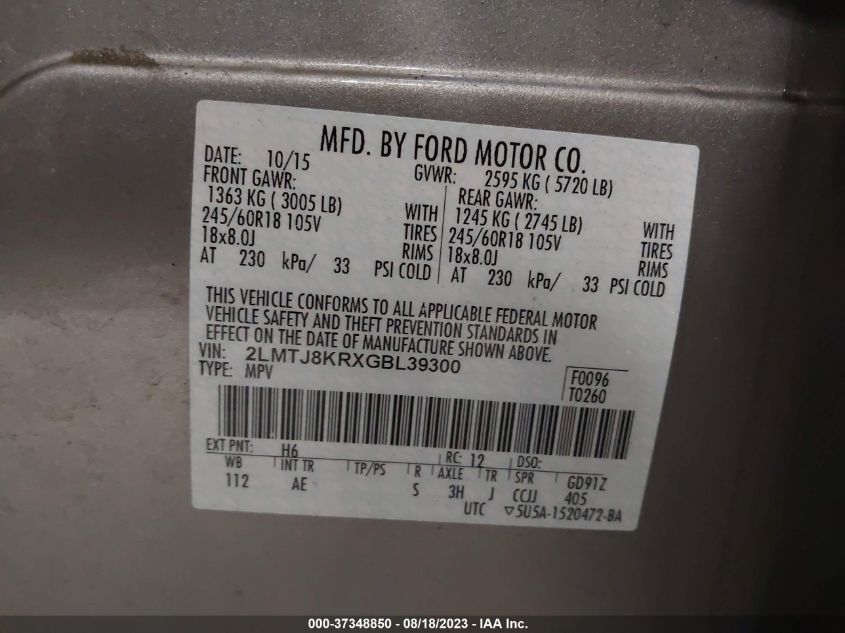 MFD. BY FORD MOTOR CO.
DATE: 10/15 GVWR: 2595 KG ( 5720 LB)
FRONT GAWR: REAR GAWR:
1363 KG ( 3005 LB) WITH 1245 KG ( 2745 LB) WITH
245/60R18 105V TIRES 245/60R18 105V TIRES
18x8.0J RIMS 18x8.0J RIMS
AT 230 kPa/ 33 PSI COLD AT 230 kPa/ 33 PSI COLD
THIS VEHICLE CONFORMS TO ALL APPLICABLE FEDERAL MOTOR
VEHICLE SAFETY AND THEFT PREVENTION STANDARDS IN
EFFECT ON THE DATE OF MANUFACTURE SHOWN ABOVE.
VIN: 2LMTJ8KRXGBL39300
TYPE: MPV F0096
T0260
EXT PNT: H6 RC: 12 DSO:
WB INT TR TP/PS R AXLE TR SPR GD91Z
112 AE S 3H J CCJJ 405
UTC ▽5U5A-1520472-BA
000-37348850 - 08/18/2023 - IAA Inc.